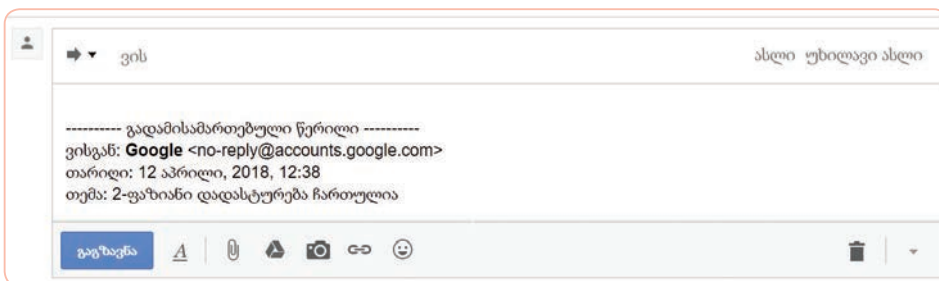 ვის ასლი უხილავი ასლი
---------- გადამისამართებული წერილი ----------
ვისგან: Google <no-reply@accounts.google.com>
თარიღი: 12 აპრილი, 2018, 12:38
თემა: 2-ფაზიანი დადასტურება ჩართულია
გაგზავნა A